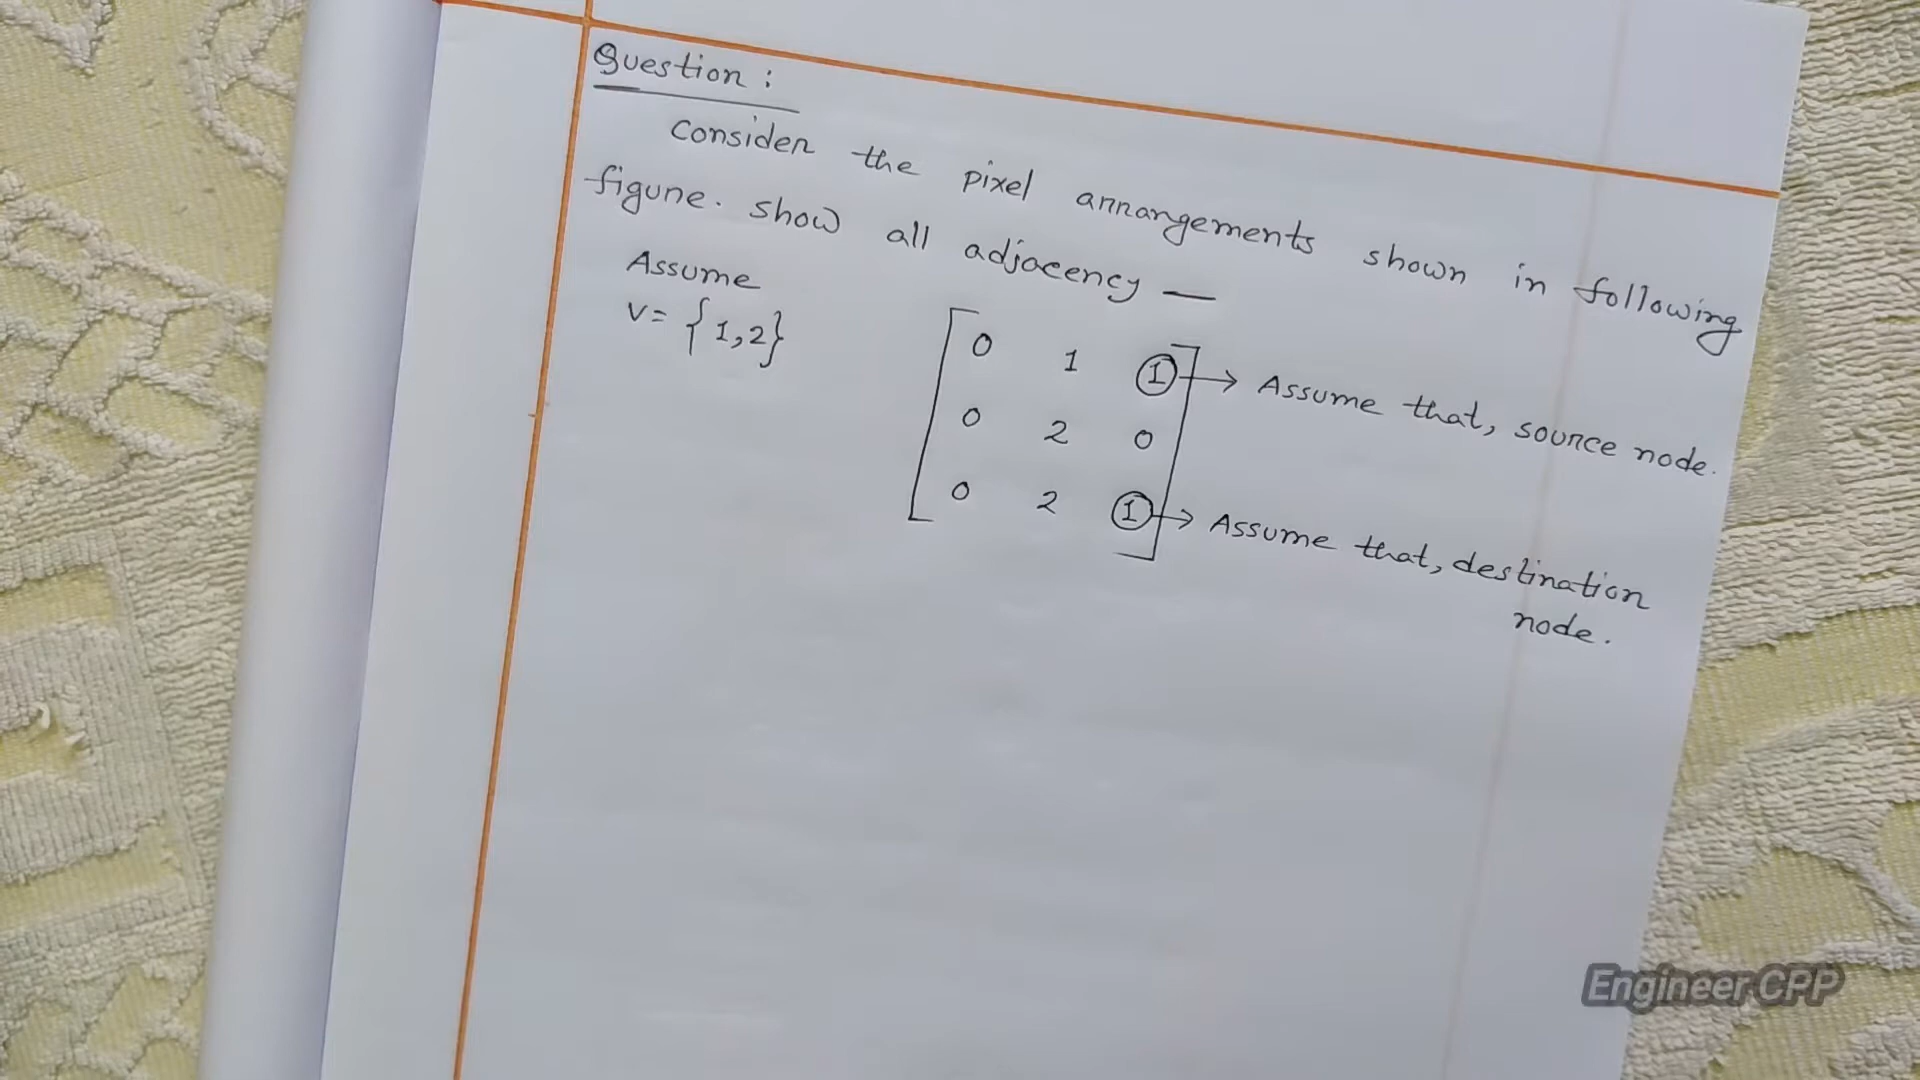 Question:
Consider the pixel arrangements shown in following
figure. show all adjacency —
Assume
V= {1,2}
0 1 1 → Assume that, source node.
0 2 0
0 2 1 → Assume that, destination
node.
Engineer CPP